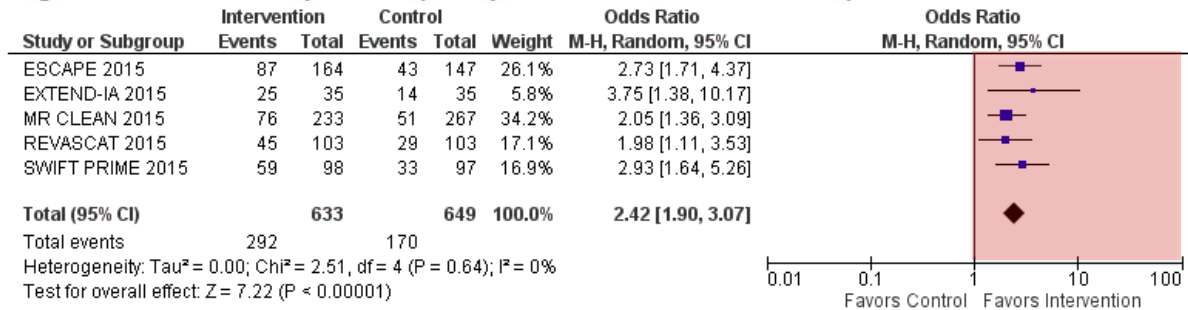 Intervention Control Odds Ratio Odds Ratio
Study or Subgroup Events Total Events Total Weight M-H, Random, 95% CI M-H, Random, 95% CI
ESCAPE 2015 87 164 43 147 26.1% 2.73 [1.71, 4.37]
EXTEND-IA 2015 25 35 14 35 5.8% 3.75 [1.38, 10.17]
MR CLEAN 2015 76 233 51 267 34.2% 2.05 [1.36, 3.09]
REVASCAT 2015 45 103 29 103 17.1% 1.98 [1.11, 3.53]
SWIFT PRIME 2015 59 98 33 97 16.9% 2.93 [1.64, 5.26]
Total (95% CI) 633 649 100.0% 2.42 [1.90, 3.07]
Total events 292 170
Heterogeneity: Tau² = 0.00; Chi² = 2.51, df = 4 (P = 0.64); I² = 0%
Test for overall effect: Z = 7.22 (P < 0.00001)
0.01 0.1 1 10 100
Favors Control Favors Intervention